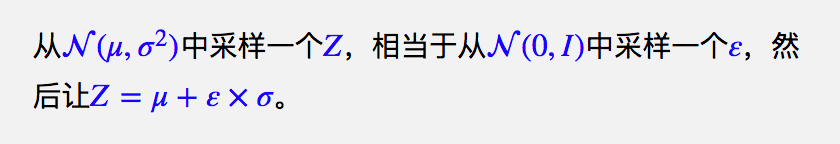 从𝒩(μ, σ²)中采样一个Z，相当于从𝒩(0, I)中采样一个ε，然
后让Z = μ + ε × σ。